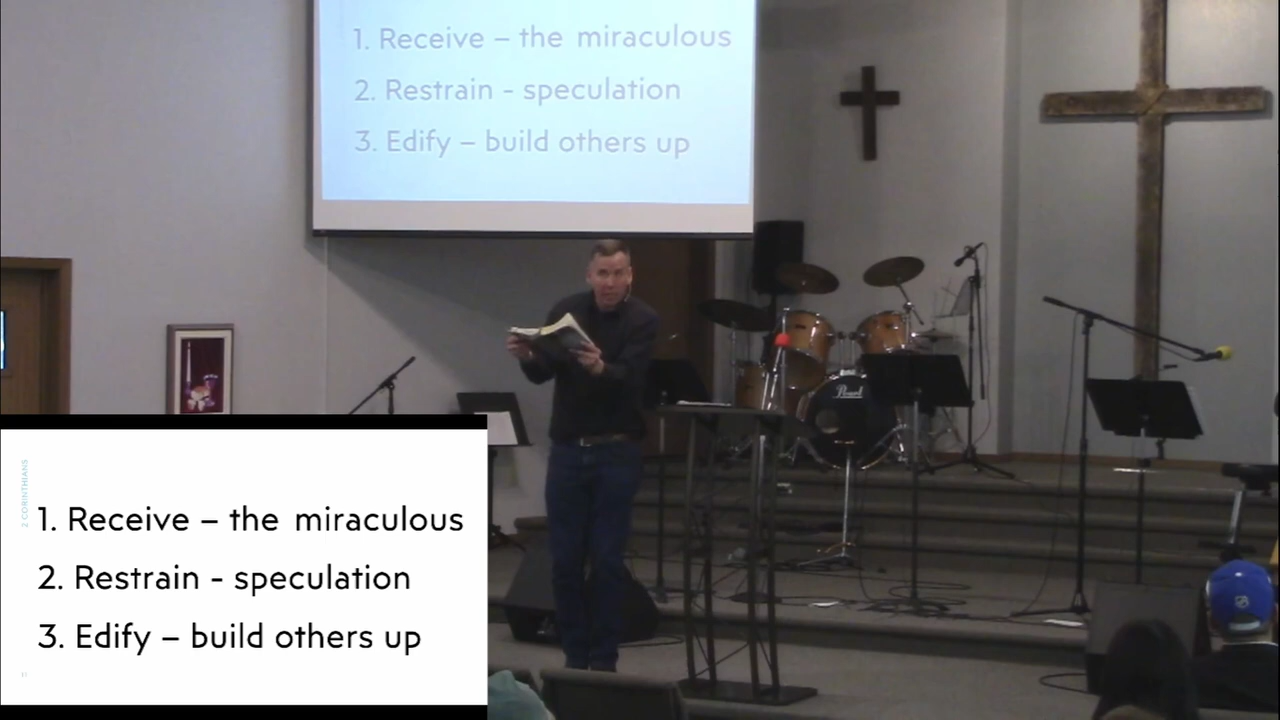 1. Receive – the miraculous
2. Restrain - speculation
3. Edify – build others up
Pearl
2 CORINTHIANS
1. Receive – the miraculous
2. Restrain - speculation
3. Edify – build others up